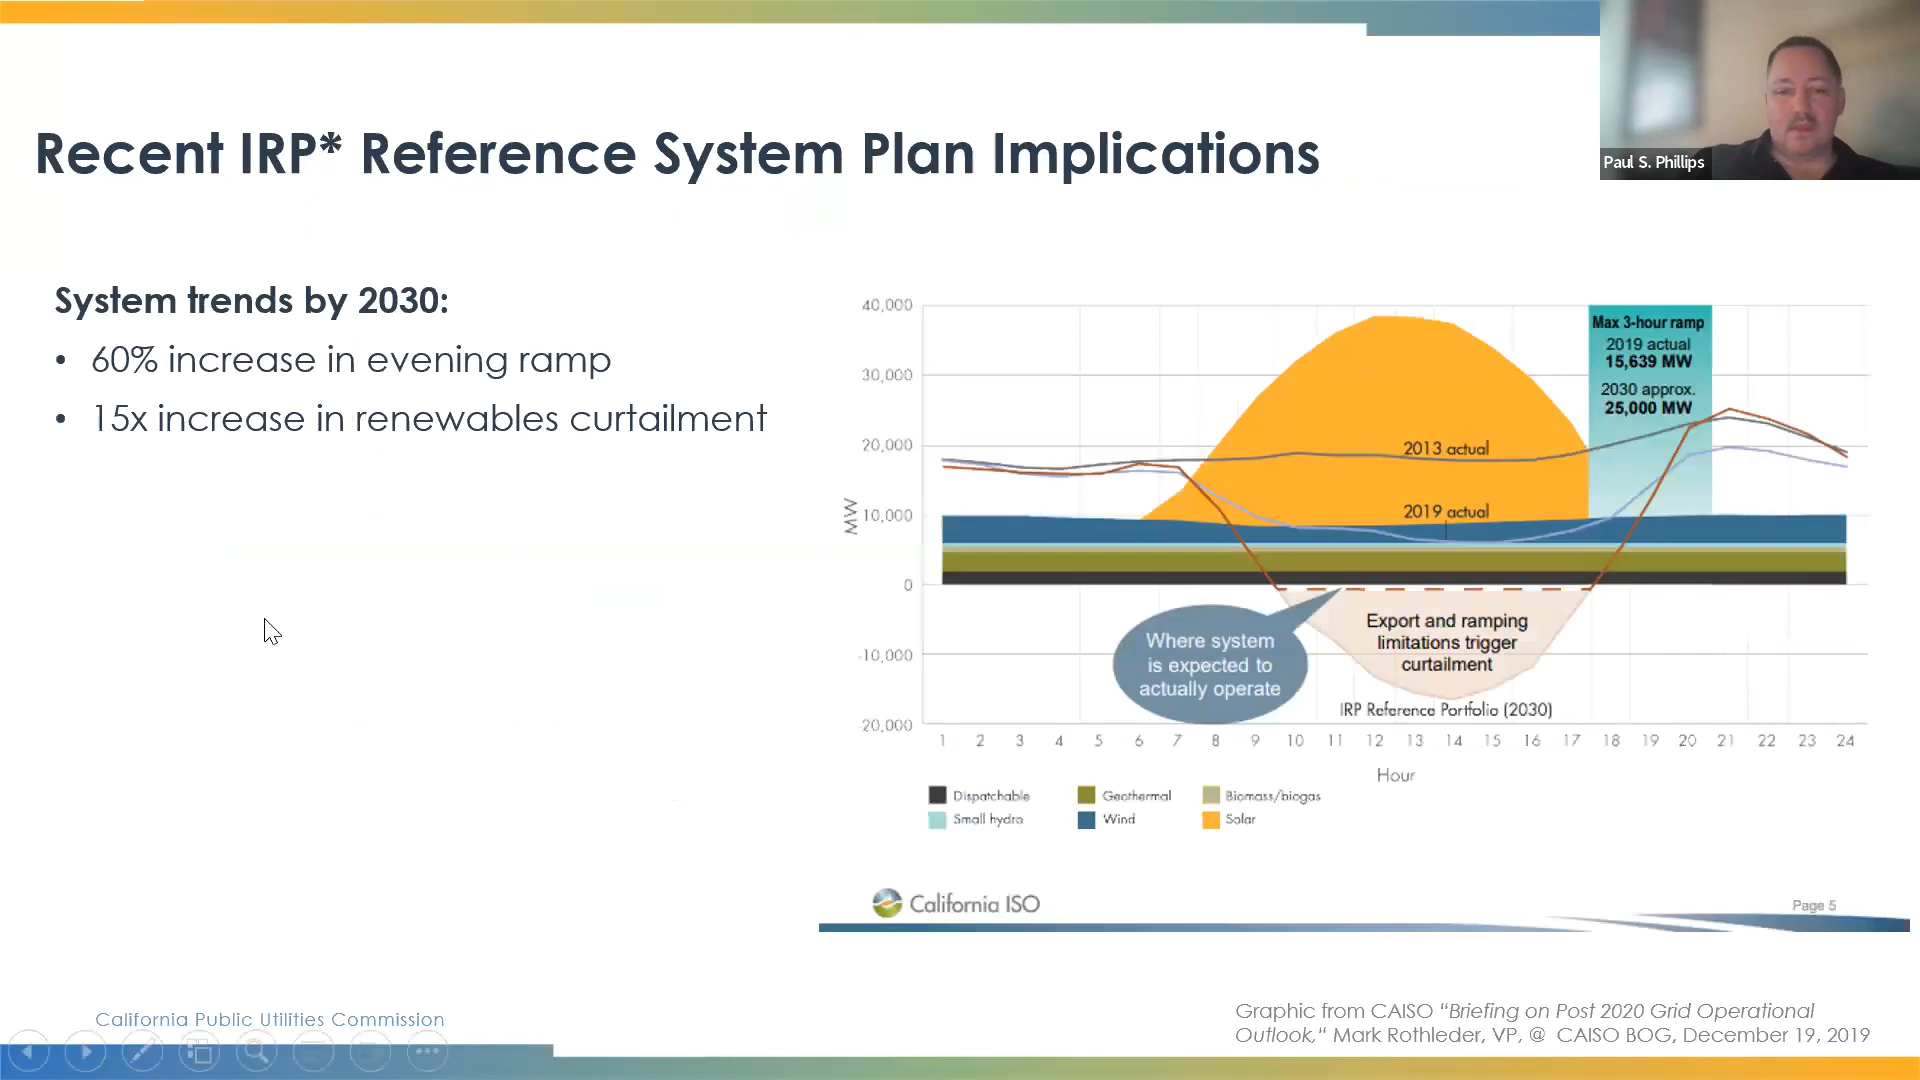 Recent IRP* Reference System Plan Implications
Paul S. Phillips
System trends by 2030:
• 60% increase in evening ramp
• 15x increase in renewables curtailment
MW
40,000
30,000
20,000
10,000
0
-10,000
-20,000
Max 3-hour ramp
2019 actual
15,639 MW
2030 approx.
25,000 MW
2013 actual
2019 actual
Where system
is expected to
actually operate
Export and ramping
limitations trigger
curtailment
IRP Reference Portfolio (2030)
1 2 3 4 5 6 7 8 9 10 11 12 13 14 15 16 17 18 19 20 21 22 23 24
Hour
Dispatchable Geothermal Biomass/biogas
Small hydro Wind Solar
California ISO
Page 5
California Public Utilities Commission
Graphic from CAISO “Briefing on Post 2020 Grid Operational
Outlook,“ Mark Rothleder, VP, @ CAISO BOG, December 19, 2019